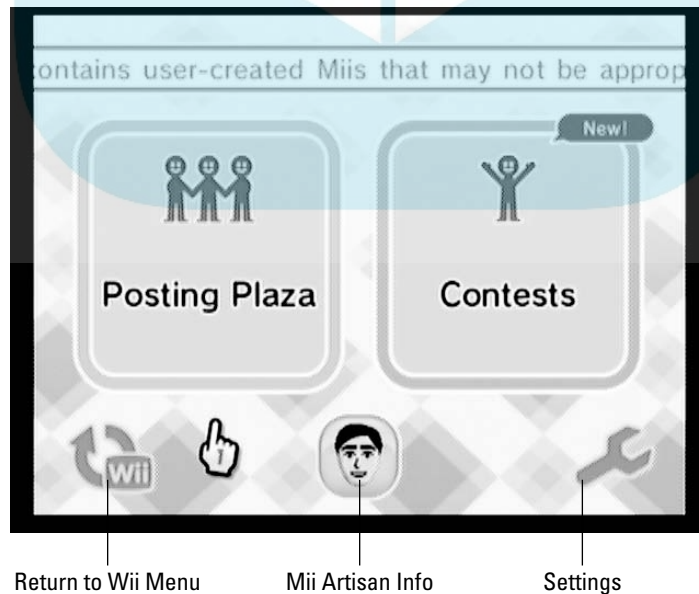 ontains user-created Miis that may not be approp
New!
Posting Plaza
Contests
Wii
1
Return to Wii Menu
Mii Artisan Info
Settings